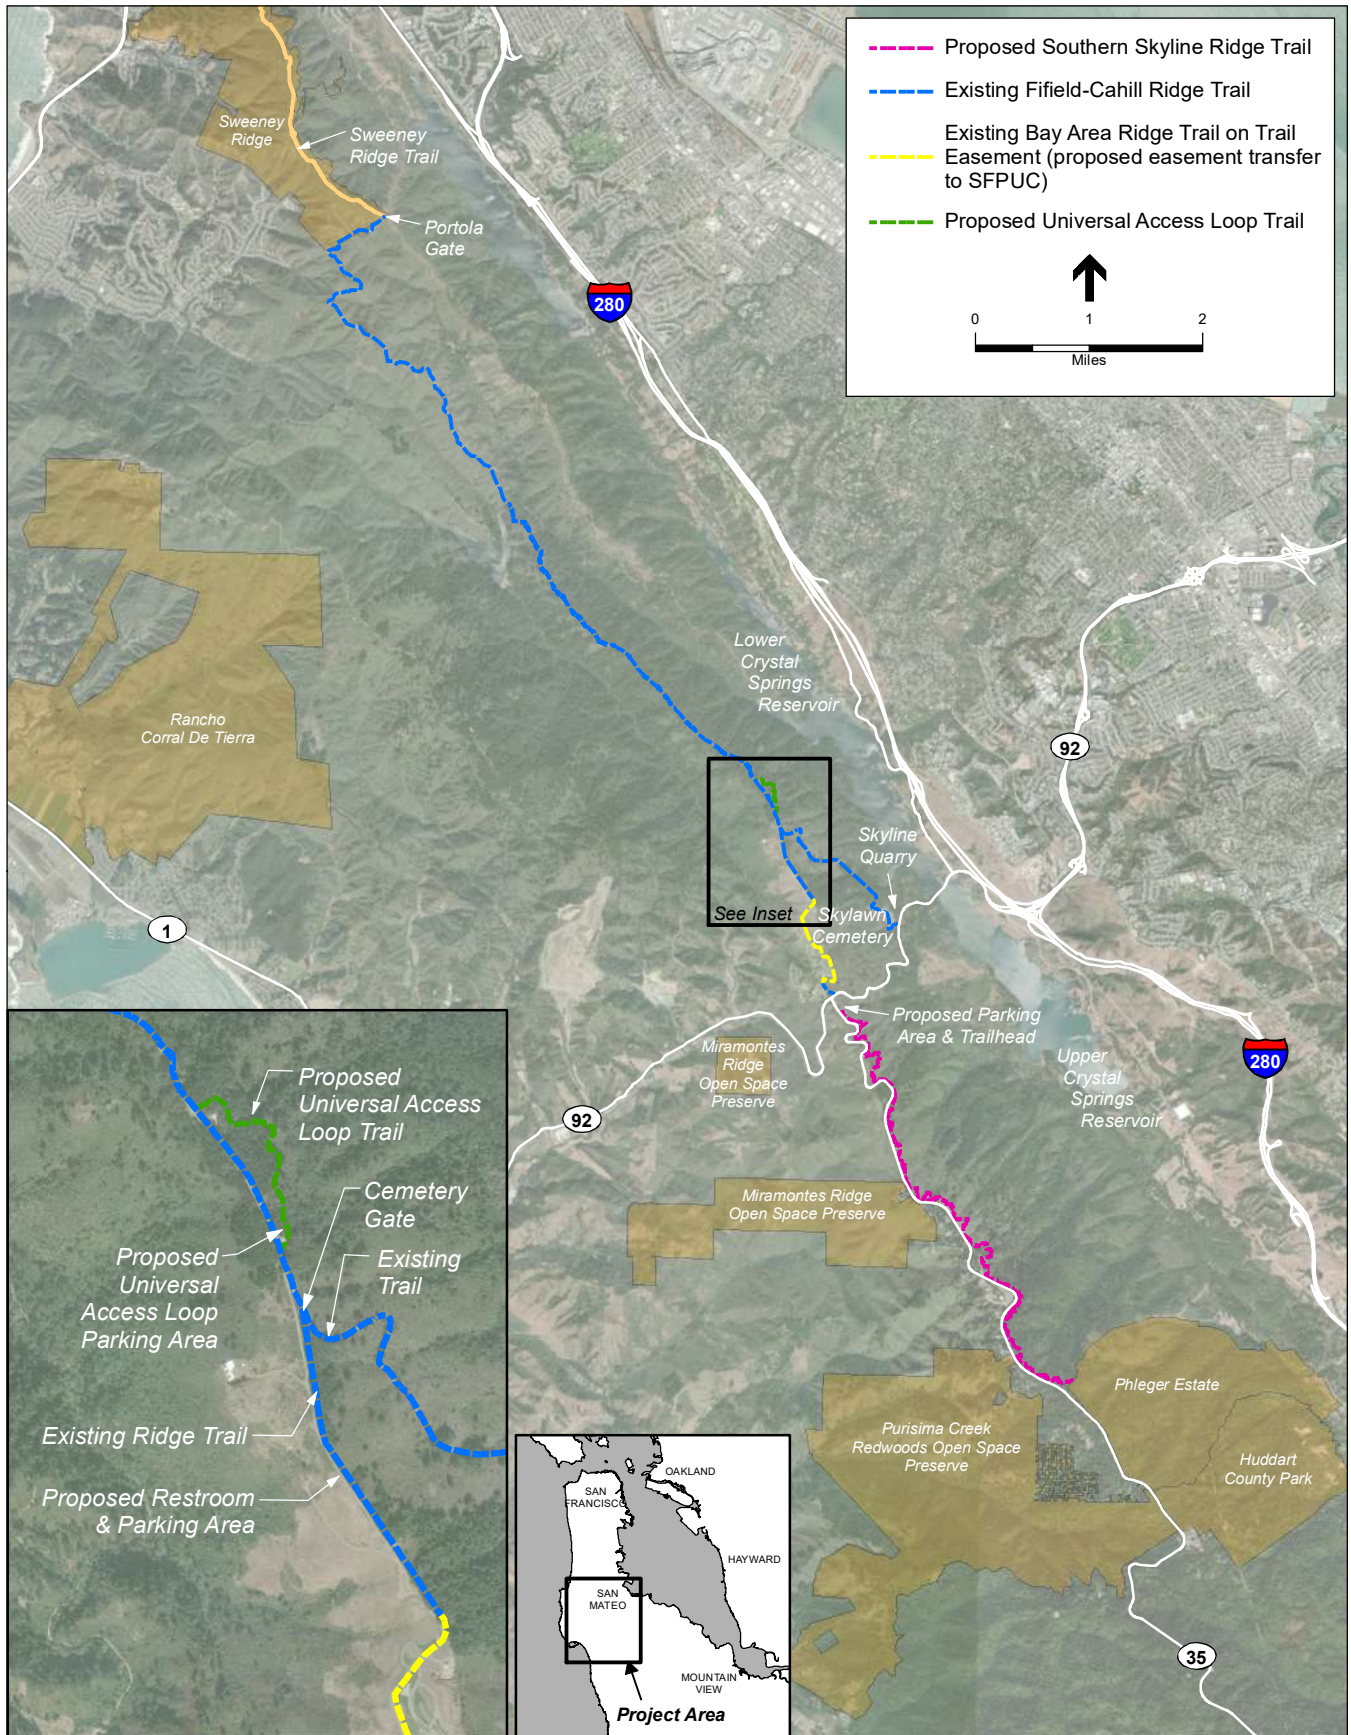 Proposed Southern Skyline Ridge Trail
Existing Fifield-Cahill Ridge Trail
Existing Bay Area Ridge Trail on Trail
Easement (proposed easement transfer
to SFPUC)
Proposed Universal Access Loop Trail
0 1 2
Miles
Sweeney
Ridge
Sweeney
Ridge Trail
Portola
Gate
280
Lower
Crystal
Springs
Reservoir
Rancho
Corral De Tierra
92
Skyline
Quarry
See Inset
Skylawn
Cemetery
1
Proposed Parking
Area & Trailhead
Miramontes
Ridge
Open Space
Preserve
Upper
Crystal
Springs
Reservoir
280
92
Miramontes Ridge
Open Space Preserve
Phleger Estate
Purisima Creek
Redwoods Open Space
Preserve
Huddart
County Park
35
Proposed
Universal Access
Loop Trail
Cemetery
Gate
Proposed
Universal
Access Loop
Parking Area
Existing
Trail
Existing Ridge Trail
Proposed Restroom
& Parking Area
OAKLAND
SAN
FRANCISCO
HAYWARD
SAN
MATEO
MOUNTAIN
VIEW
Project Area